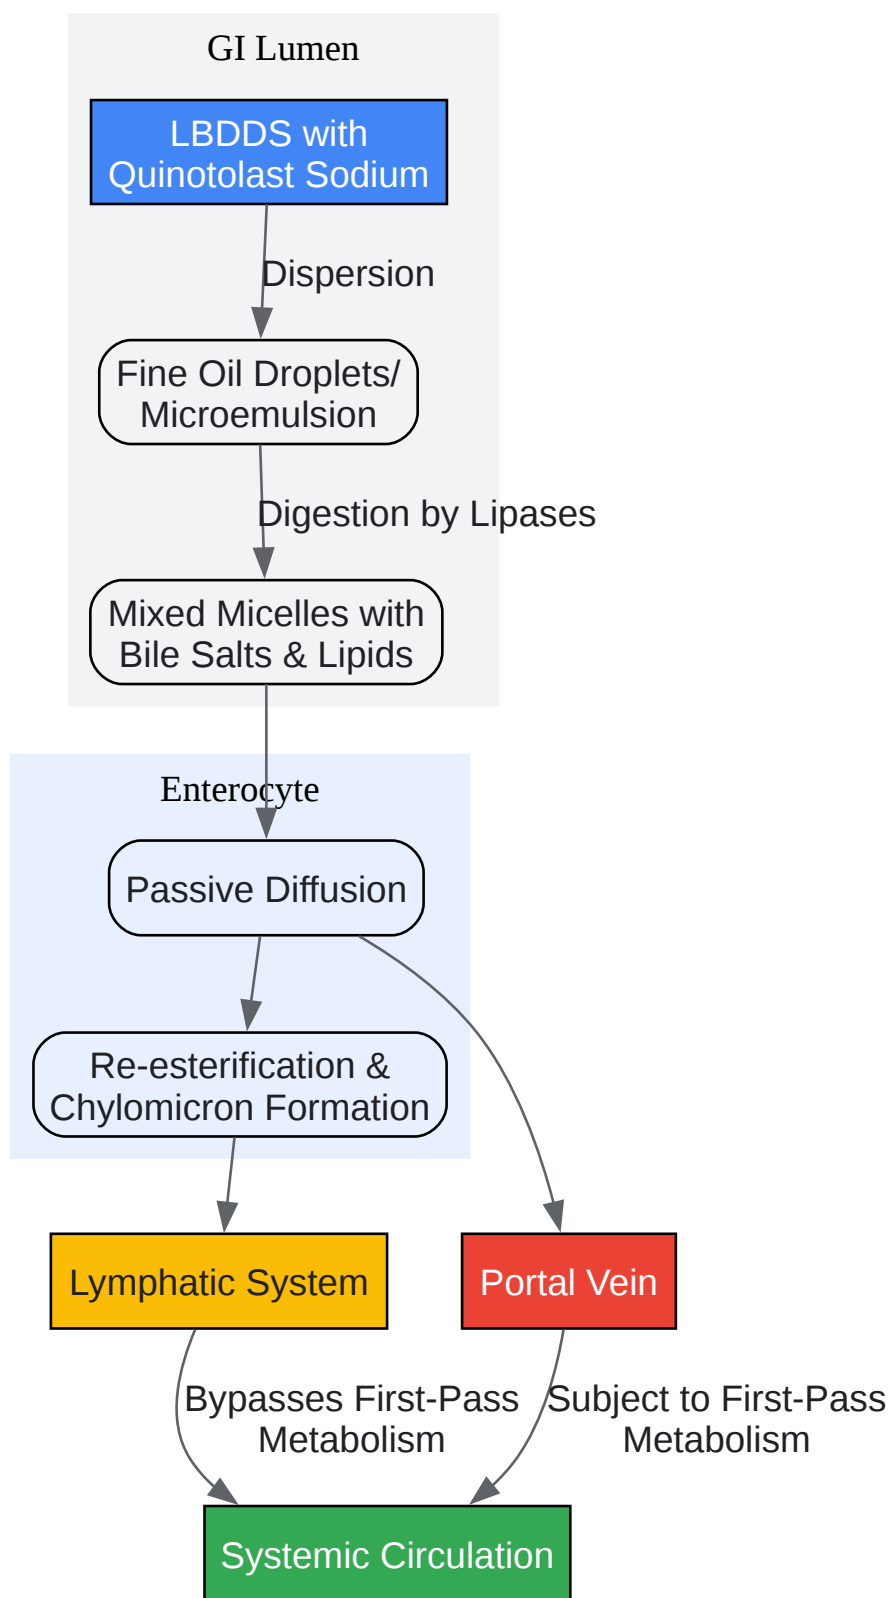 GI Lumen
LBDDS with
Quinotolast Sodium
Dispersion
Fine Oil Droplets/
Microemulsion
Digestion by Lipases
Mixed Micelles with
Bile Salts & Lipids
Enterocyte
Passive Diffusion
Re-esterification &
Chylomicron Formation
Lymphatic System
Portal Vein
Bypasses First-Pass
Metabolism
Subject to First-Pass
Metabolism
Systemic Circulation